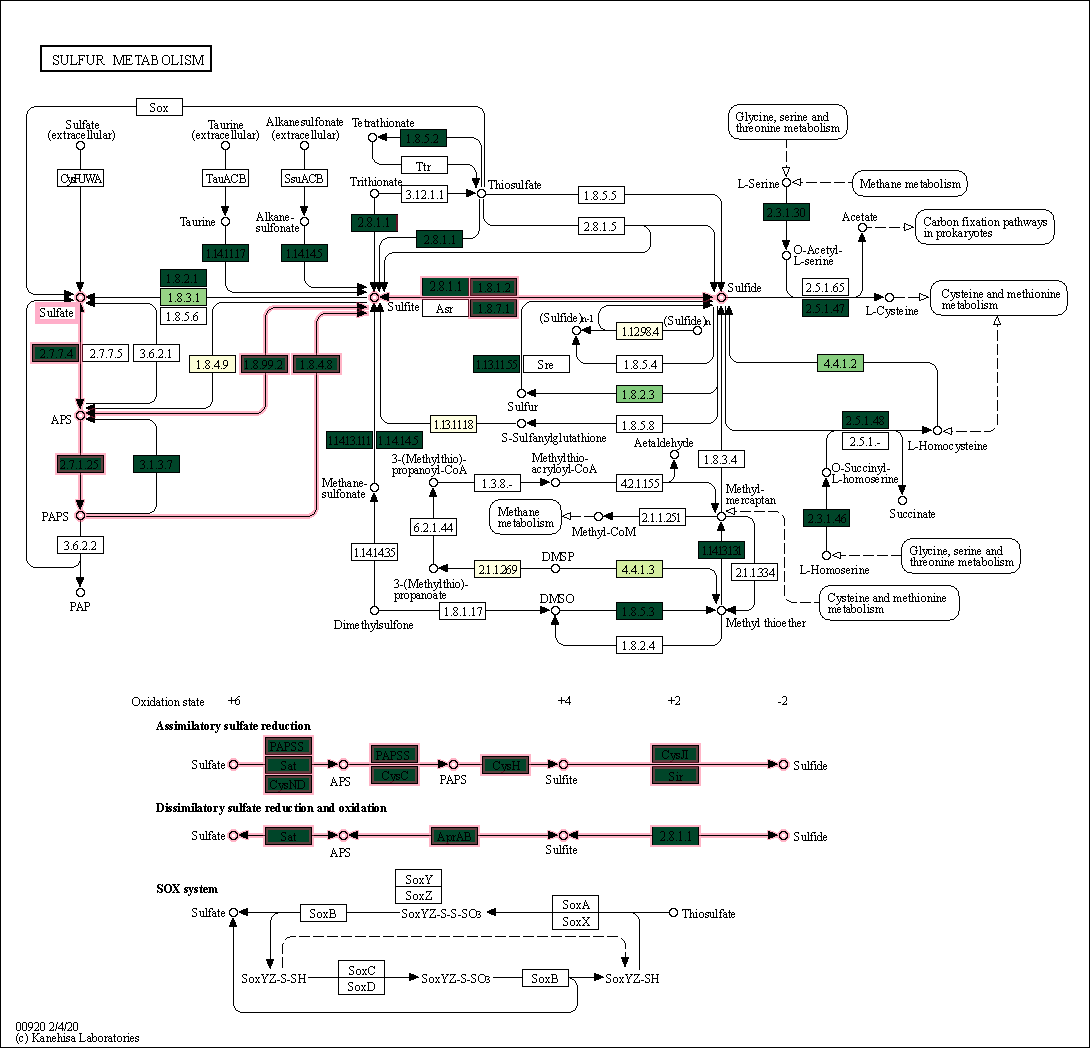 SULFUR METABOLISM
Sox
Sulfate
(extracellular)
Taurine
(extracellular)
Alkanesulfonate
(extracellular)
Tetrathionate
1.8.5.2
Glycine, serine and
threonine metabolism
CysFUWA
TauACB
SsuACB
Ttr
Trithionate
3.12.1.1
Thiosulfate
1.8.5.5
L-Serine
Methane metabolism
2.3.1.30
Taurine
Alkane-
sulfonate
2.8.1.1
2.8.1.1
2.8.1.5
Acetate
Carbon fixation pathways
in prokaryotes
1.14.11.17
1.14.14.5
O-Acetyl-
L-serine
1.8.2.1
1.8.3.1
1.8.5.6
2.8.1.1
1.8.1.2
Asr
1.8.7.1
Sulfate
Sulfite
Sulfide
2.5.1.65
2.5.1.47
L-Cysteine
Cysteine and methionine
metabolism
(Sulfide)n-1
1.12.98.4
(Sulfide)n
2.7.7.4
2.7.7.5
3.6.2.1
1.8.4.9
1.8.99.2
1.8.4.8
1.13.11.55
Sre
1.8.5.4
4.4.1.2
1.8.2.3
Sulfur
APS
1.13.11.18
S-Sulfanylglutathione
1.8.5.8
2.5.1.48
2.5.1.-
L-Homocysteine
1.14.13.111
1.14.14.5
Aetaldehyde
2.7.1.25
3.1.3.7
3-(Methylthio)-
propanoyl-CoA
Methylthio-
acryloyl-CoA
1.8.3.4
O-Succinyl-
L-homoserine
Methane-
sulfonate
1.3.8.-
4.2.1.155
Methyl-
mercaptan
Succinate
PAPS
Methane
metabolism
Methyl-CoM
2.1.1.251
2.3.1.46
6.2.1.44
3.6.2.2
1.14.14.35
DMSP
1.14.13.131
L-Homoserine
Glycine, serine and
threonine metabolism
2.1.1.269
4.4.1.3
2.1.1.334
3-(Methylthio)-
propanoate
PAP
DMSO
Cysteine and methionine
metabolism
1.8.1.17
1.8.5.3
Dimethylsulfone
Methyl thioether
1.8.2.4
Oxidation state
+6
+4
+2
-2
Assimilatory sulfate reduction
PAPSS
Sat
CysND
PAPSS
CysC
CysH
CysJI
Sir
Sulfate
APS
PAPS
Sulfite
Sulfide
Dissimilatory sulfate reduction and oxidation
Sulfate
Sat
APS
AprAB
Sulfite
2.8.1.1
Sulfide
SOX system
SoxY
SoxZ
Sulfate
SoxB
SoxYZ-S-S-SO3
SoxA
SoxX
Thiosulfate
SoxYZ-S-SH
SoxC
SoxD
SoxYZ-S-SO3
SoxB
SoxYZ-SH
00920 2/4/20
(c) Kanehisa Laboratories